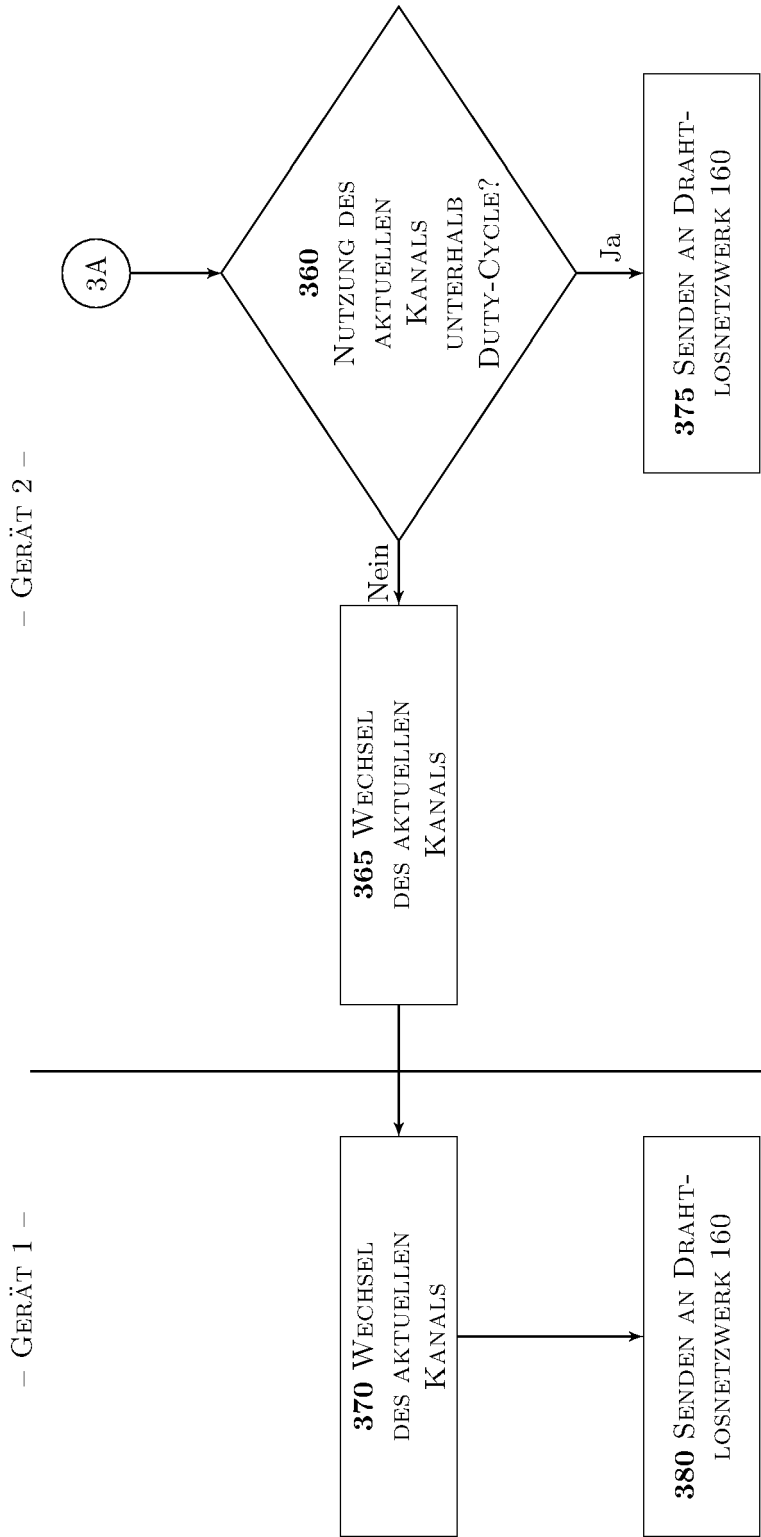 – Gerät 1 –
– Gerät 2 –
3A
370 Wechsel
des aktuellen
Kanals
365 Wechsel
des aktuellen
Kanals
Nein
360
Nutzung des
aktuellen
Kanals
unterhalb
Duty-Cycle?
Ja
380 Senden an Draht-
losnetzwerk 160
375 Senden an Draht-
losnetzwerk 160